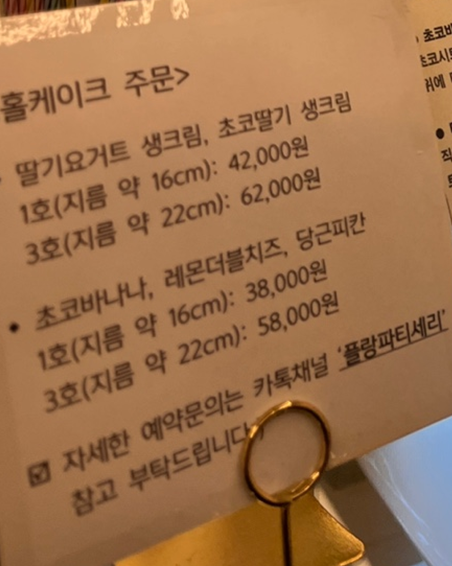 홀케이크 주문>
딸기요거트 생크림, 초코딸기 생크림
1호(지름 약 16cm): 42,000원
3호(지름 약 22cm): 62,000원
• 초코바나나, 레몬더블치즈, 당근피칸
1호(지름 약 16cm): 38,000원
3호(지름 약 22cm): 58,000원
☑ 자세한 예약문의는 카톡채널 '플랑파티세리'
참고 부탁드립니다